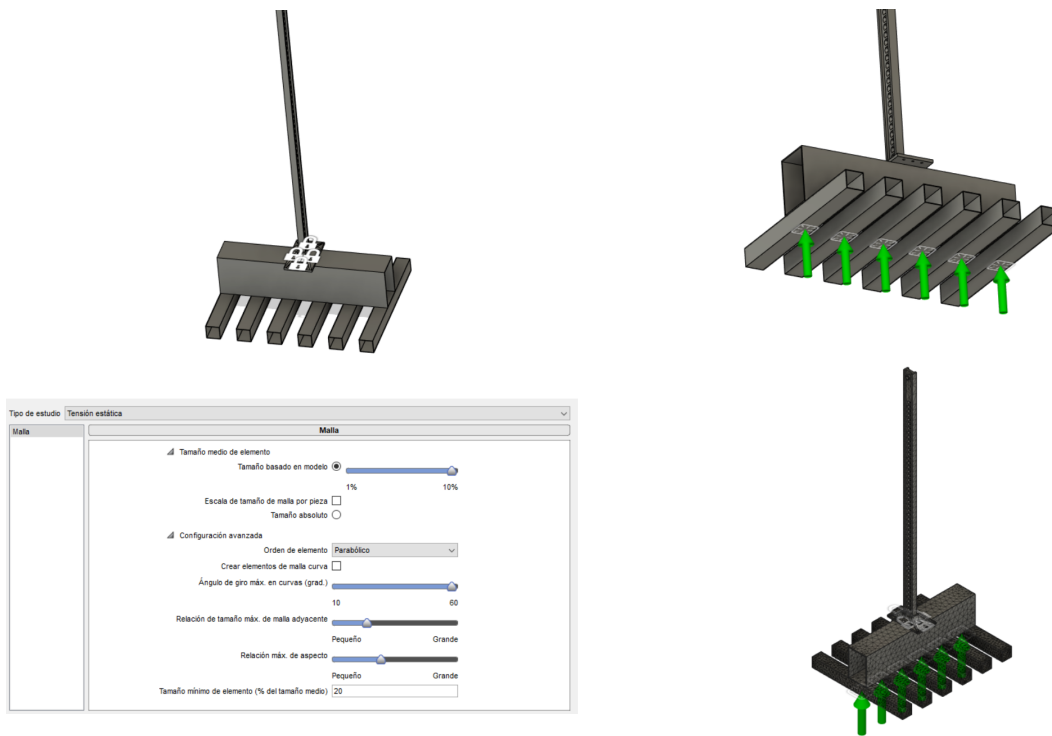 Tipo de estudio Tensión estática
Malla
Malla
Tamaño medio de elemento
Tamaño basado en modelo
1% 10%
Escala de tamaño de malla por pieza
Tamaño absoluto
Configuración avanzada
Orden de elemento Parabólico
Crear elementos de malla curva
Ángulo de giro máx. en curvas (grad.)
10 60
Relación de tamaño máx. de malla adyacente
Pequeño Grande
Relación máx. de aspecto
Pequeño Grande
Tamaño mínimo de elemento (% del tamaño medio) 20